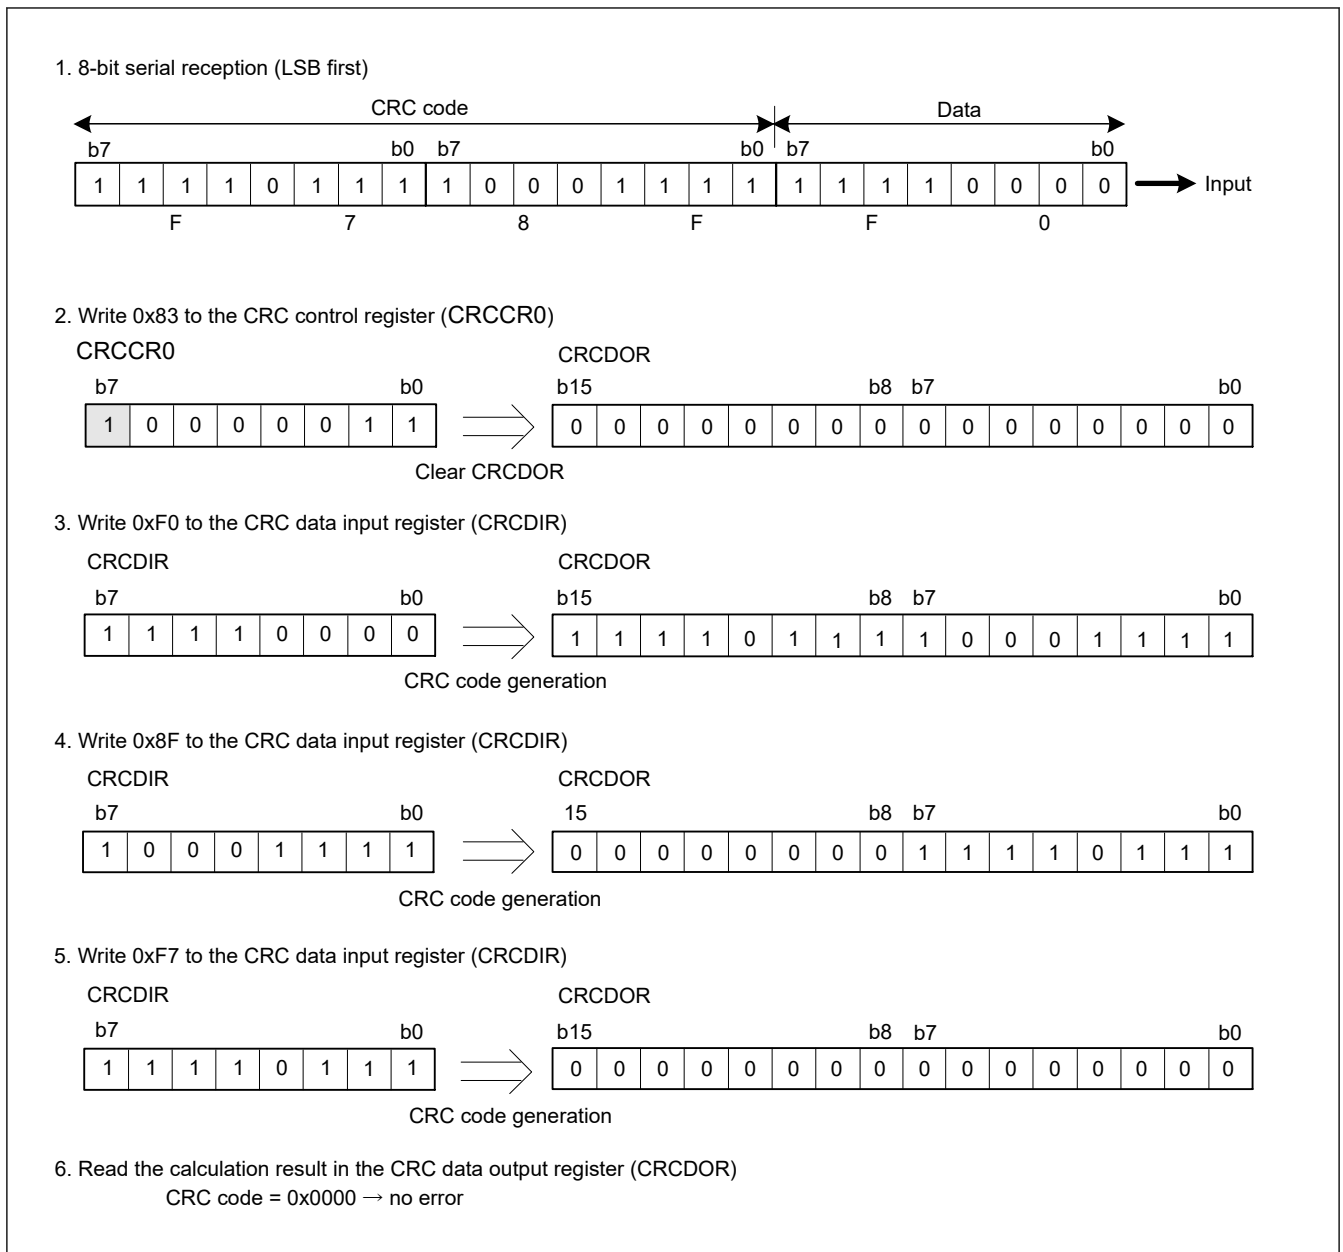 1. 8-bit serial reception (LSB first)
CRC code Data
b7 b0 b7 b0 b7 b0
1 1 1 1 0 1 1 1 1 0 0 0 1 1 1 1 1 1 1 1 0 0 0 0 Input
F 7 8 F F 0
2. Write 0x83 to the CRC control register (CRCCR0)
CRCCR0 CRCDOR
b7 b0 b15 b8 b7 b0
1 0 0 0 0 0 1 1 0 0 0 0 0 0 0 0 0 0 0 0 0 0 0 0
Clear CRCDOR
3. Write 0xF0 to the CRC data input register (CRCDIR)
CRCDIR CRCDOR
b7 b0 b15 b8 b7 b0
1 1 1 1 0 0 0 0 1 1 1 1 0 1 1 1 1 0 0 0 1 1 1 1
CRC code generation
4. Write 0x8F to the CRC data input register (CRCDIR)
CRCDIR CRCDOR
b7 b0 15 b8 b7 b0
1 0 0 0 1 1 1 1 0 0 0 0 0 0 0 0 1 1 1 1 0 1 1 1
CRC code generation
5. Write 0xF7 to the CRC data input register (CRCDIR)
CRCDIR CRCDOR
b7 b0 b15 b8 b7 b0
1 1 1 1 0 1 1 1 0 0 0 0 0 0 0 0 0 0 0 0 0 0 0 0
CRC code generation
6. Read the calculation result in the CRC data output register (CRCDOR)
CRC code = 0x0000 → no error